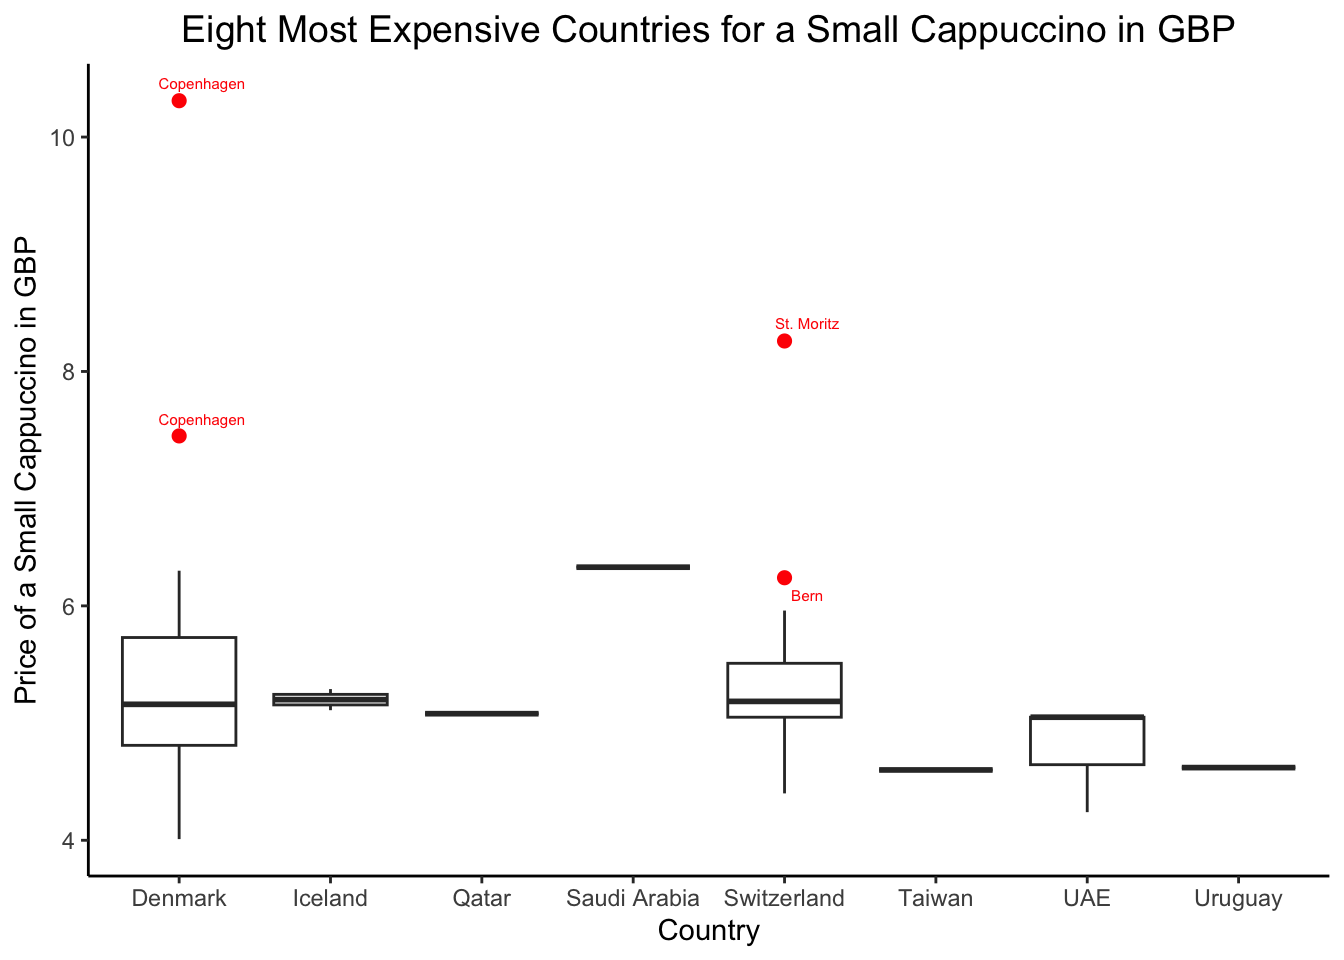 Eight Most Expensive Countries for a Small Cappuccino in GBP
Price of a Small Cappuccino in GBP
10
8
6
4
Copenhagen
Copenhagen
St. Moritz
Bern
Denmark Iceland Qatar Saudi Arabia Switzerland Taiwan UAE Uruguay
Country